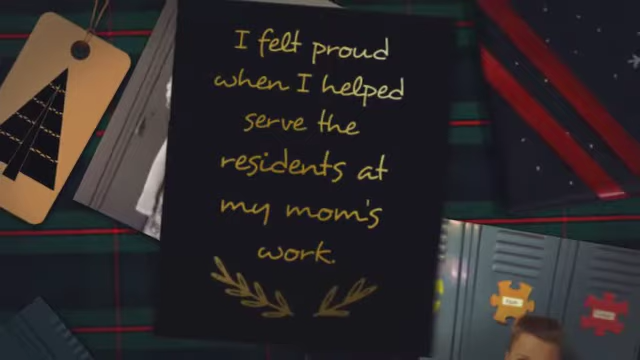 I felt proud
when I helped
serve the
residents at
my mom's
work.